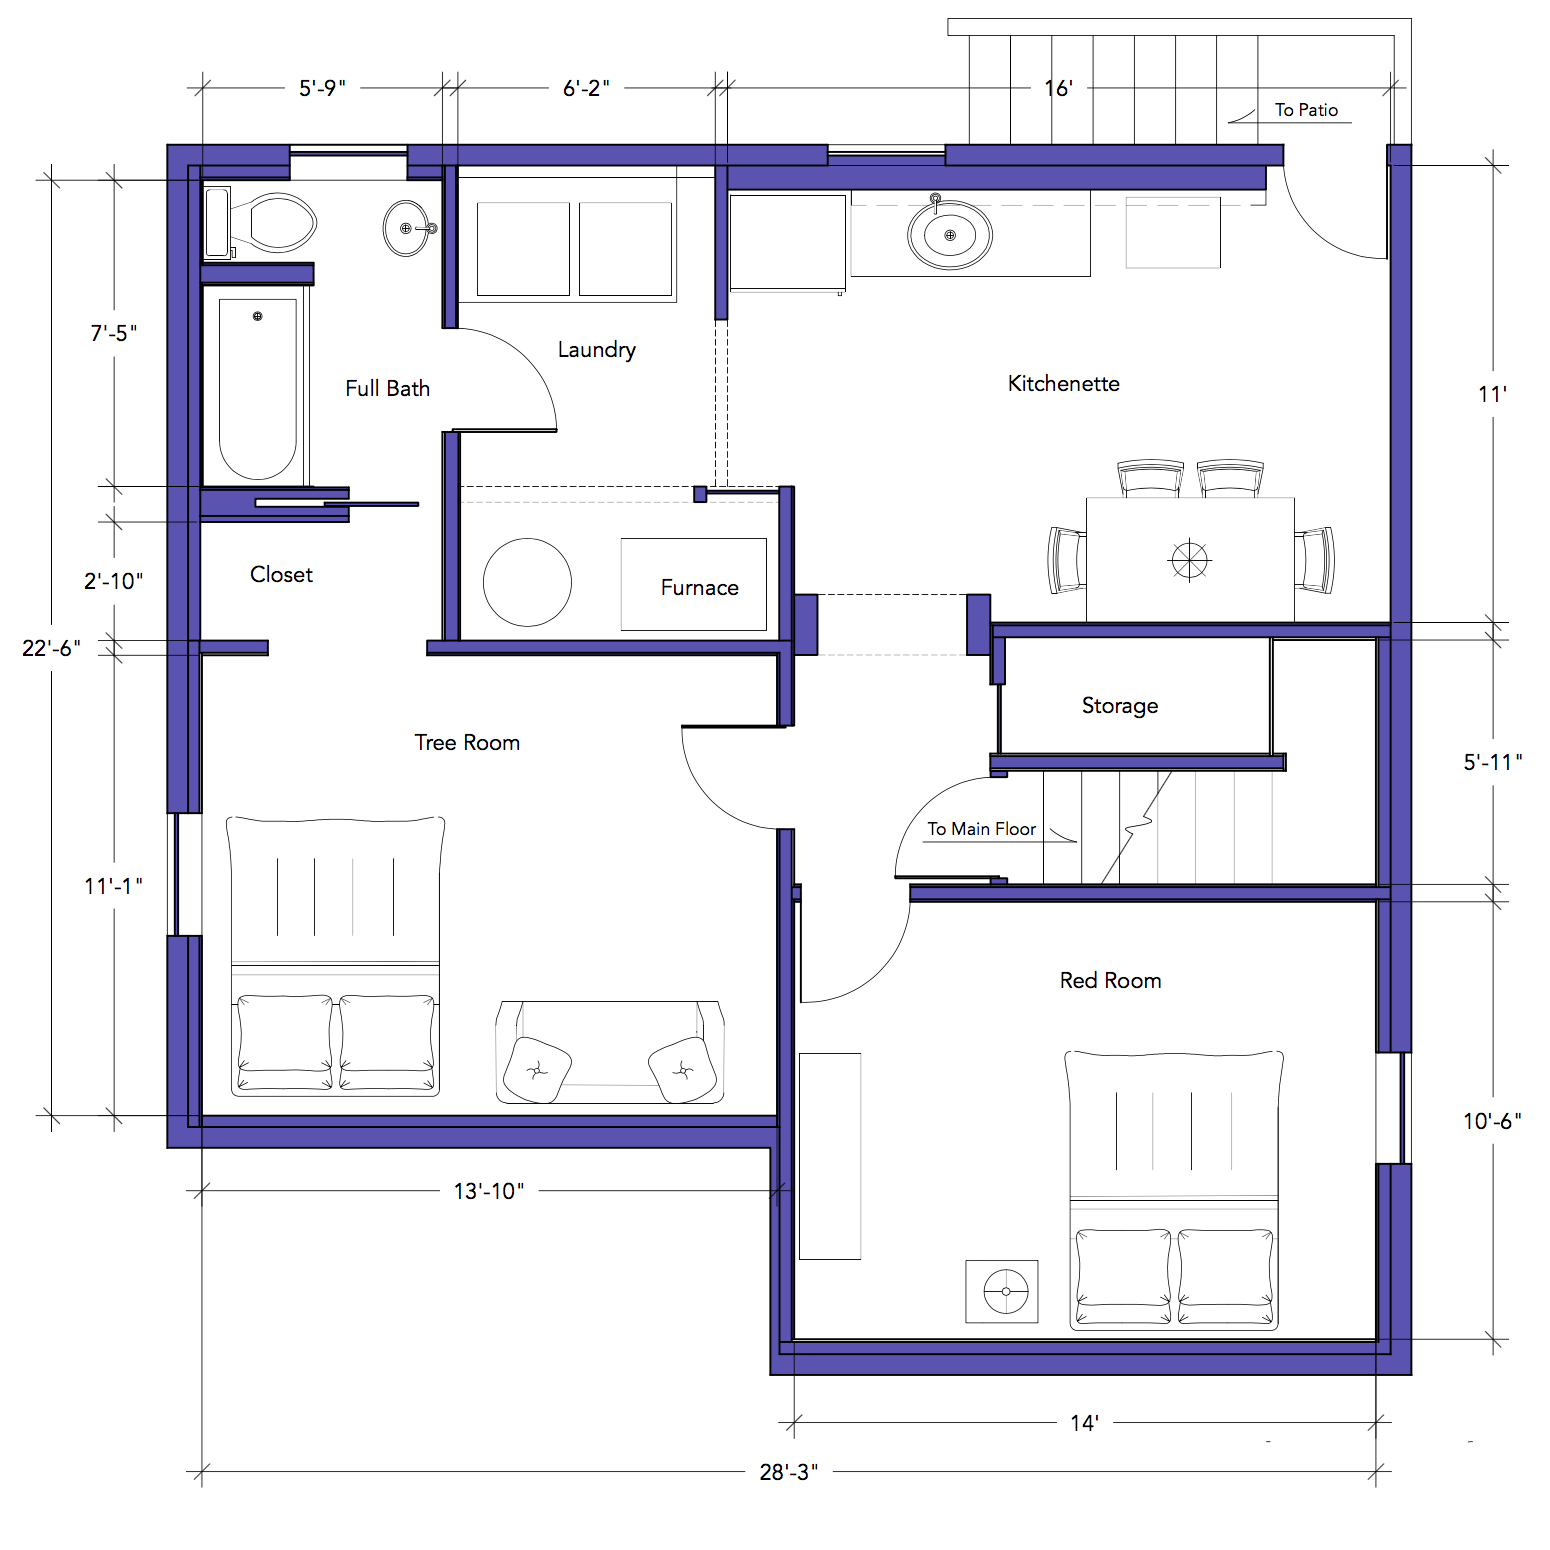 5'-9"
6'-2"
16'
To Patio
7'-5"
Laundry
Full Bath
Kitchenette
11'
Closet
2'-10"
Furnace
22'-6"
Storage
Tree Room
5'-11"
To Main Floor
11'-1"
Red Room
10'-6"
13'-10"
14'
28'-3"